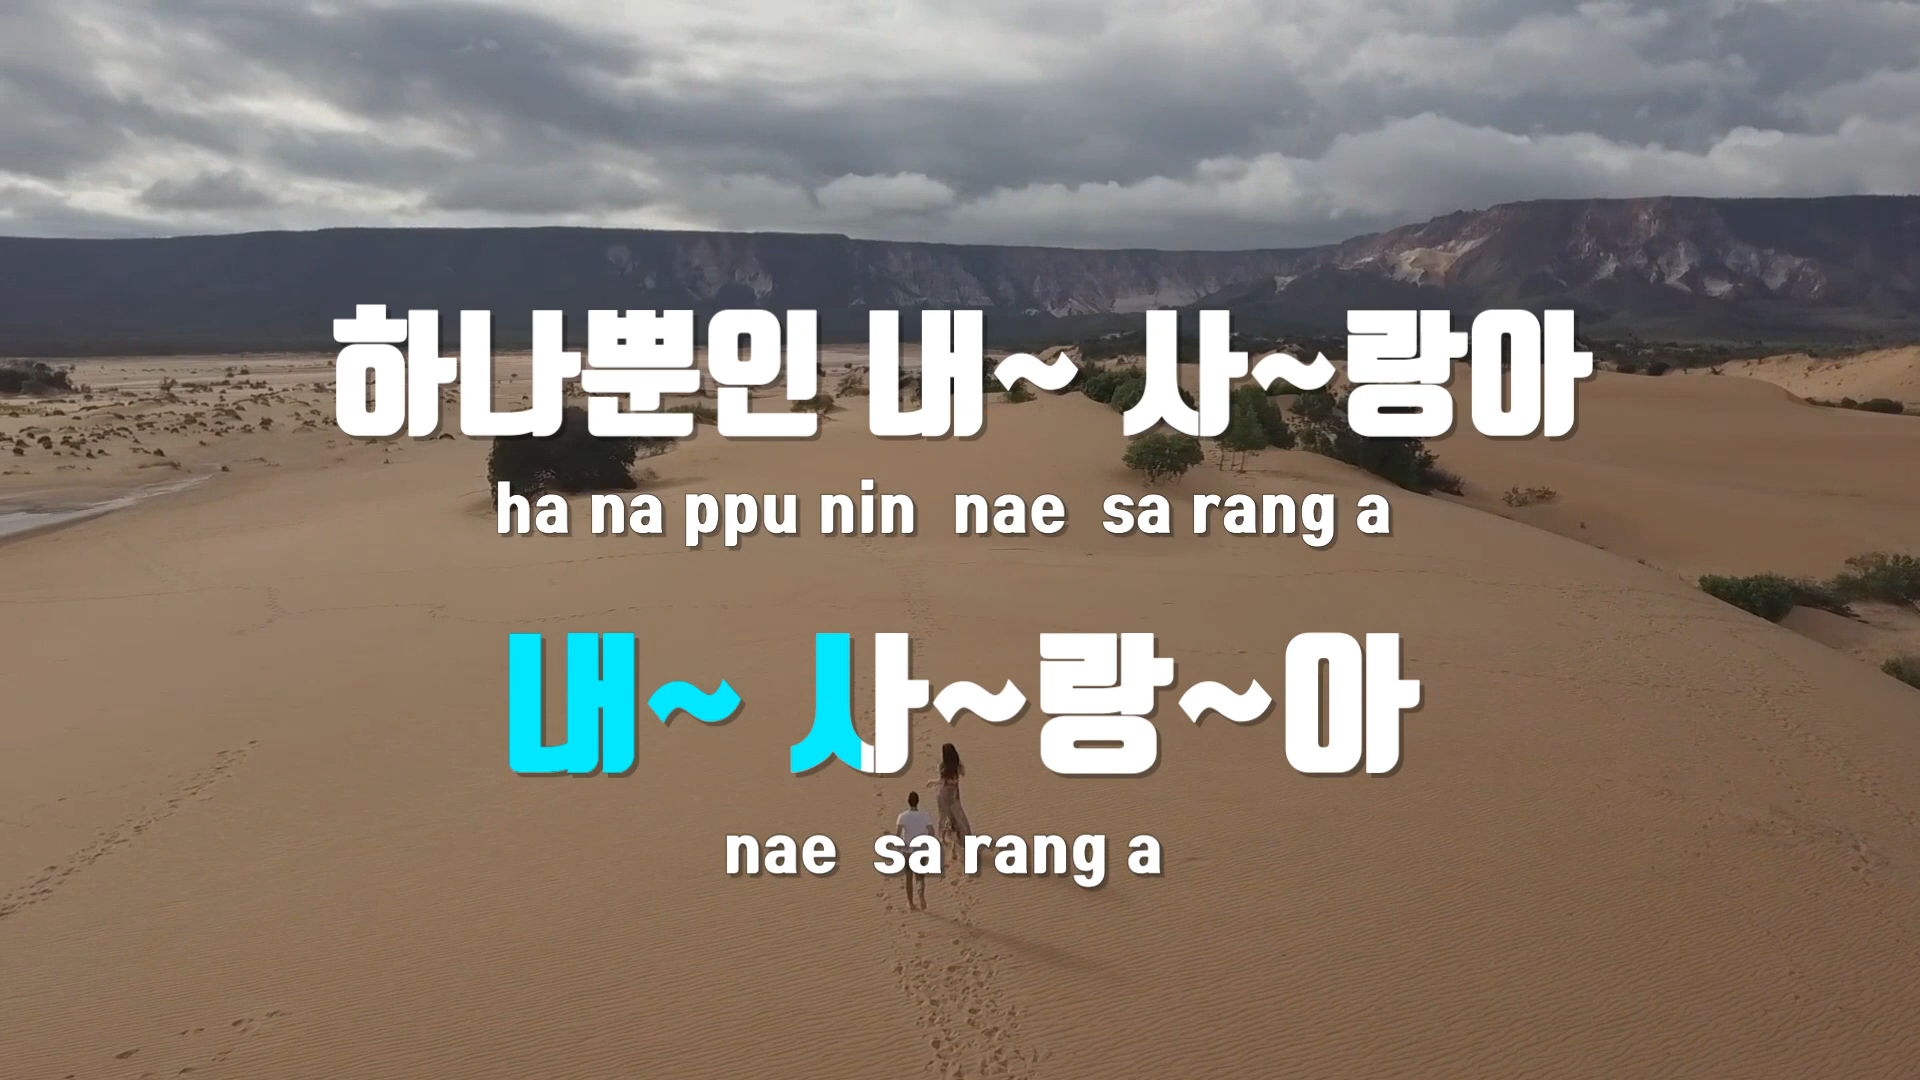 하나뿐인 내~ 사~랑아
ha na ppu nin nae sa rang a
내~ 사~랑~아
nae sa rang a